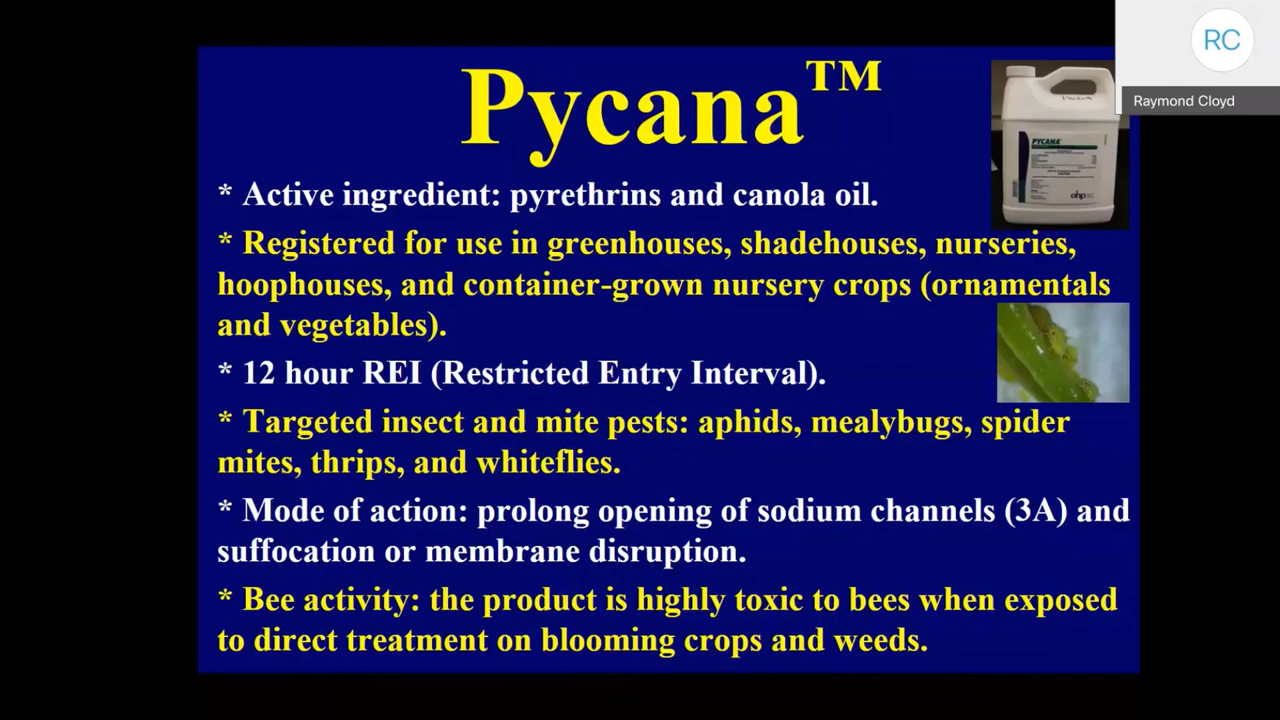 Pycana™
RC
Raymond Cloyd
PYCANA
ohp
* Active ingredient: pyrethrins and canola oil.
* Registered for use in greenhouses, shadehouses, nurseries,
hoophouses, and container-grown nursery crops (ornamentals
and vegetables).
* 12 hour REI (Restricted Entry Interval).
* Targeted insect and mite pests: aphids, mealybugs, spider
mites, thrips, and whiteflies.
* Mode of action: prolong opening of sodium channels (3A) and
suffocation or membrane disruption.
* Bee activity: the product is highly toxic to bees when exposed
to direct treatment on blooming crops and weeds.